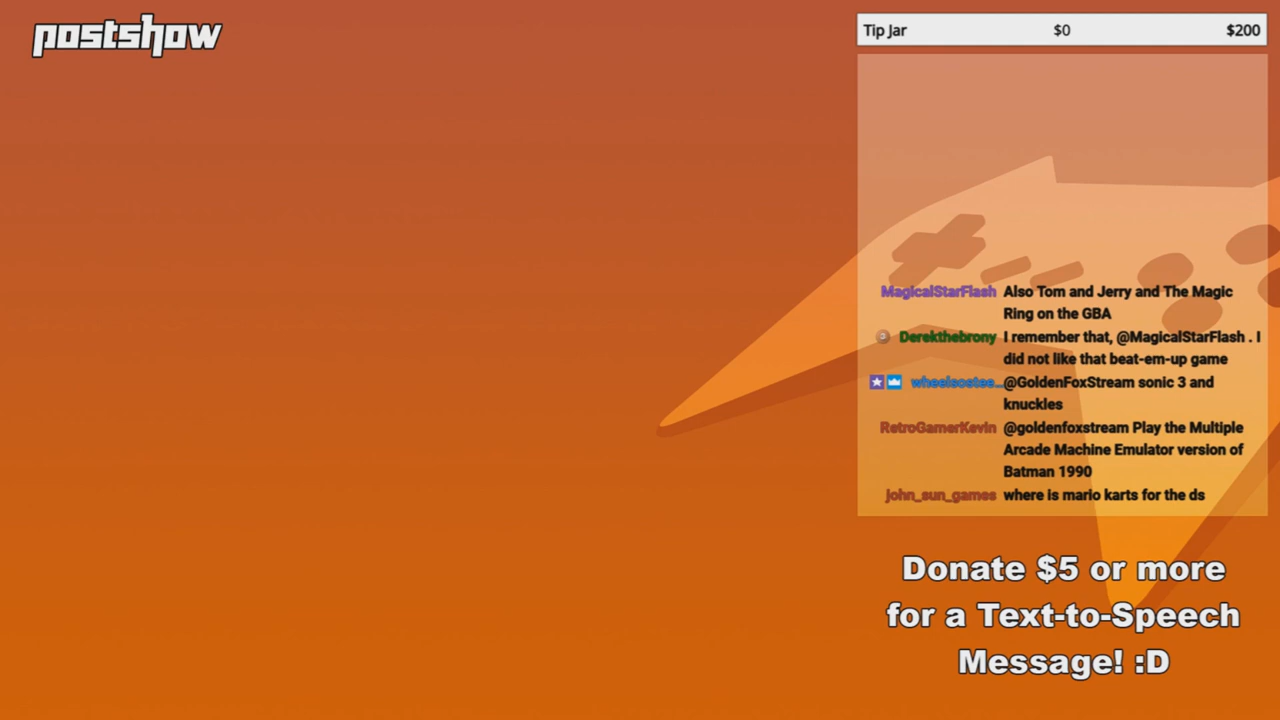 postshow
Tip Jar $0 $200
MagicalStarFlash Also Tom and Jerry and The Magic
Ring on the GBA
Derekthebrony I remember that, @MagicalStarFlash . I
did not like that beat-em-up game
wheelsostee... @GoldenFoxStream sonic 3 and
knuckles
RetroGamerKevin @goldenfoxstream Play the Multiple
Arcade Machine Emulator version of
Batman 1990
john_sun_games where is mario karts for the ds
Donate $5 or more
for a Text-to-Speech
Message! :D